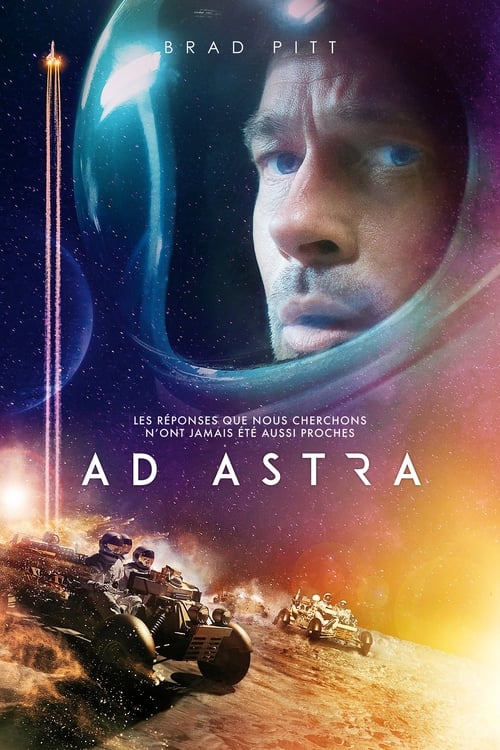 BRAD PITT
LES RÉPONSES QUE NOUS CHERCHONS
N'ONT JAMAIS ÉTÉ AUSSI PROCHES
AD ASTRA